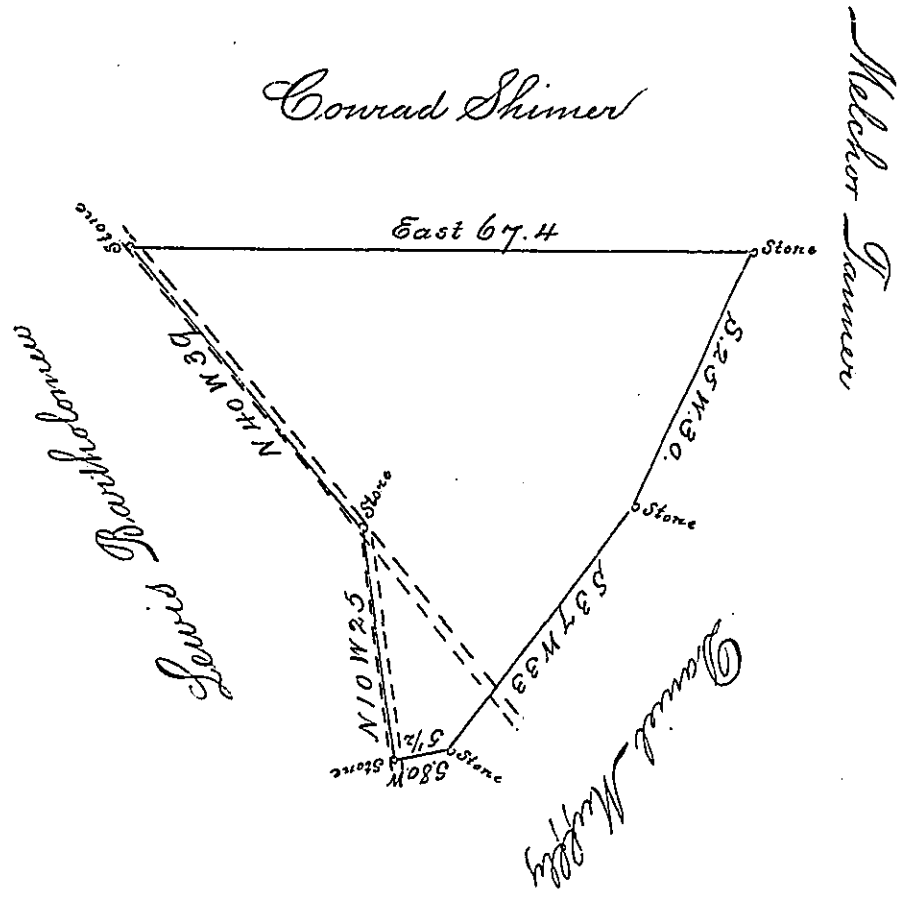 Conrad Shimer
Melchor Tanner
East 67.4
Stone
Stone
S.25 W.30.
N 40 W 39
Lewis Bartholomew
Stone
Stone
S 37 W 33
N 10 W 25
S.80. W
5 1/2
Stone
Stone
Daniel Miffly